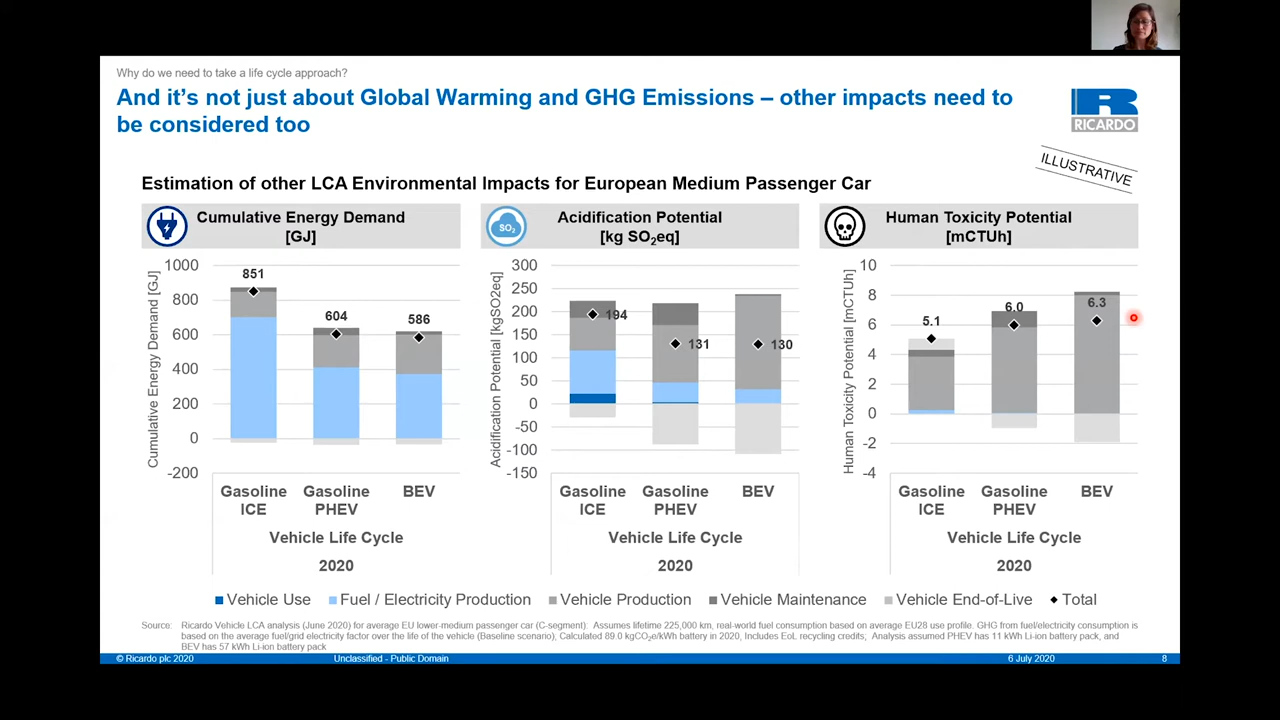 Why do we need to take a life cycle approach?
And it's not just about Global Warming and GHG Emissions – other impacts need to
be considered too
RICARDO
ILLUSTRATIVE
Estimation of other LCA Environmental Impacts for European Medium Passenger Car
Cumulative Energy Demand
[GJ]
Cumulative Energy Demand [GJ]
1000
800
600
400
200
0
-200
851
604
586
Gasoline ICE
Gasoline PHEV
BEV
Vehicle Life Cycle
2020
SO2
Acidification Potential
[kg SO2eq]
Acidification Potential [kgSO2eq]
300
250
200
150
100
50
0
-50
-100
-150
194
131
130
Gasoline ICE
Gasoline PHEV
BEV
Vehicle Life Cycle
2020
Human Toxicity Potential
[mCTUh]
Human Toxicity Potential [mCTUh]
10
8
6
4
2
0
-2
-4
5.1
6.0
6.3
Gasoline ICE
Gasoline PHEV
BEV
Vehicle Life Cycle
2020
Vehicle Use
Fuel / Electricity Production
Vehicle Production
Vehicle Maintenance
Vehicle End-of-Live
Total
Source: Ricardo Vehicle LCA analysis (June 2020) for average EU lower-medium passenger car (C-segment): Assumes lifetime 225,000 km, real-world fuel consumption based on average EU28 use profile. GHG from fuel/electricity consumption is
based on the average fuel/grid electricity factor over the life of the vehicle (Baseline scenario); Calculated 89.0 kgCO2e/kWh battery in 2020, Includes EoL recycling credits; Analysis assumed PHEV has 11 kWh Li-ion battery pack, and
BEV has 57 kWh Li-ion battery pack
© Ricardo plc 2020
Unclassified - Public Domain
6 July 2020
8